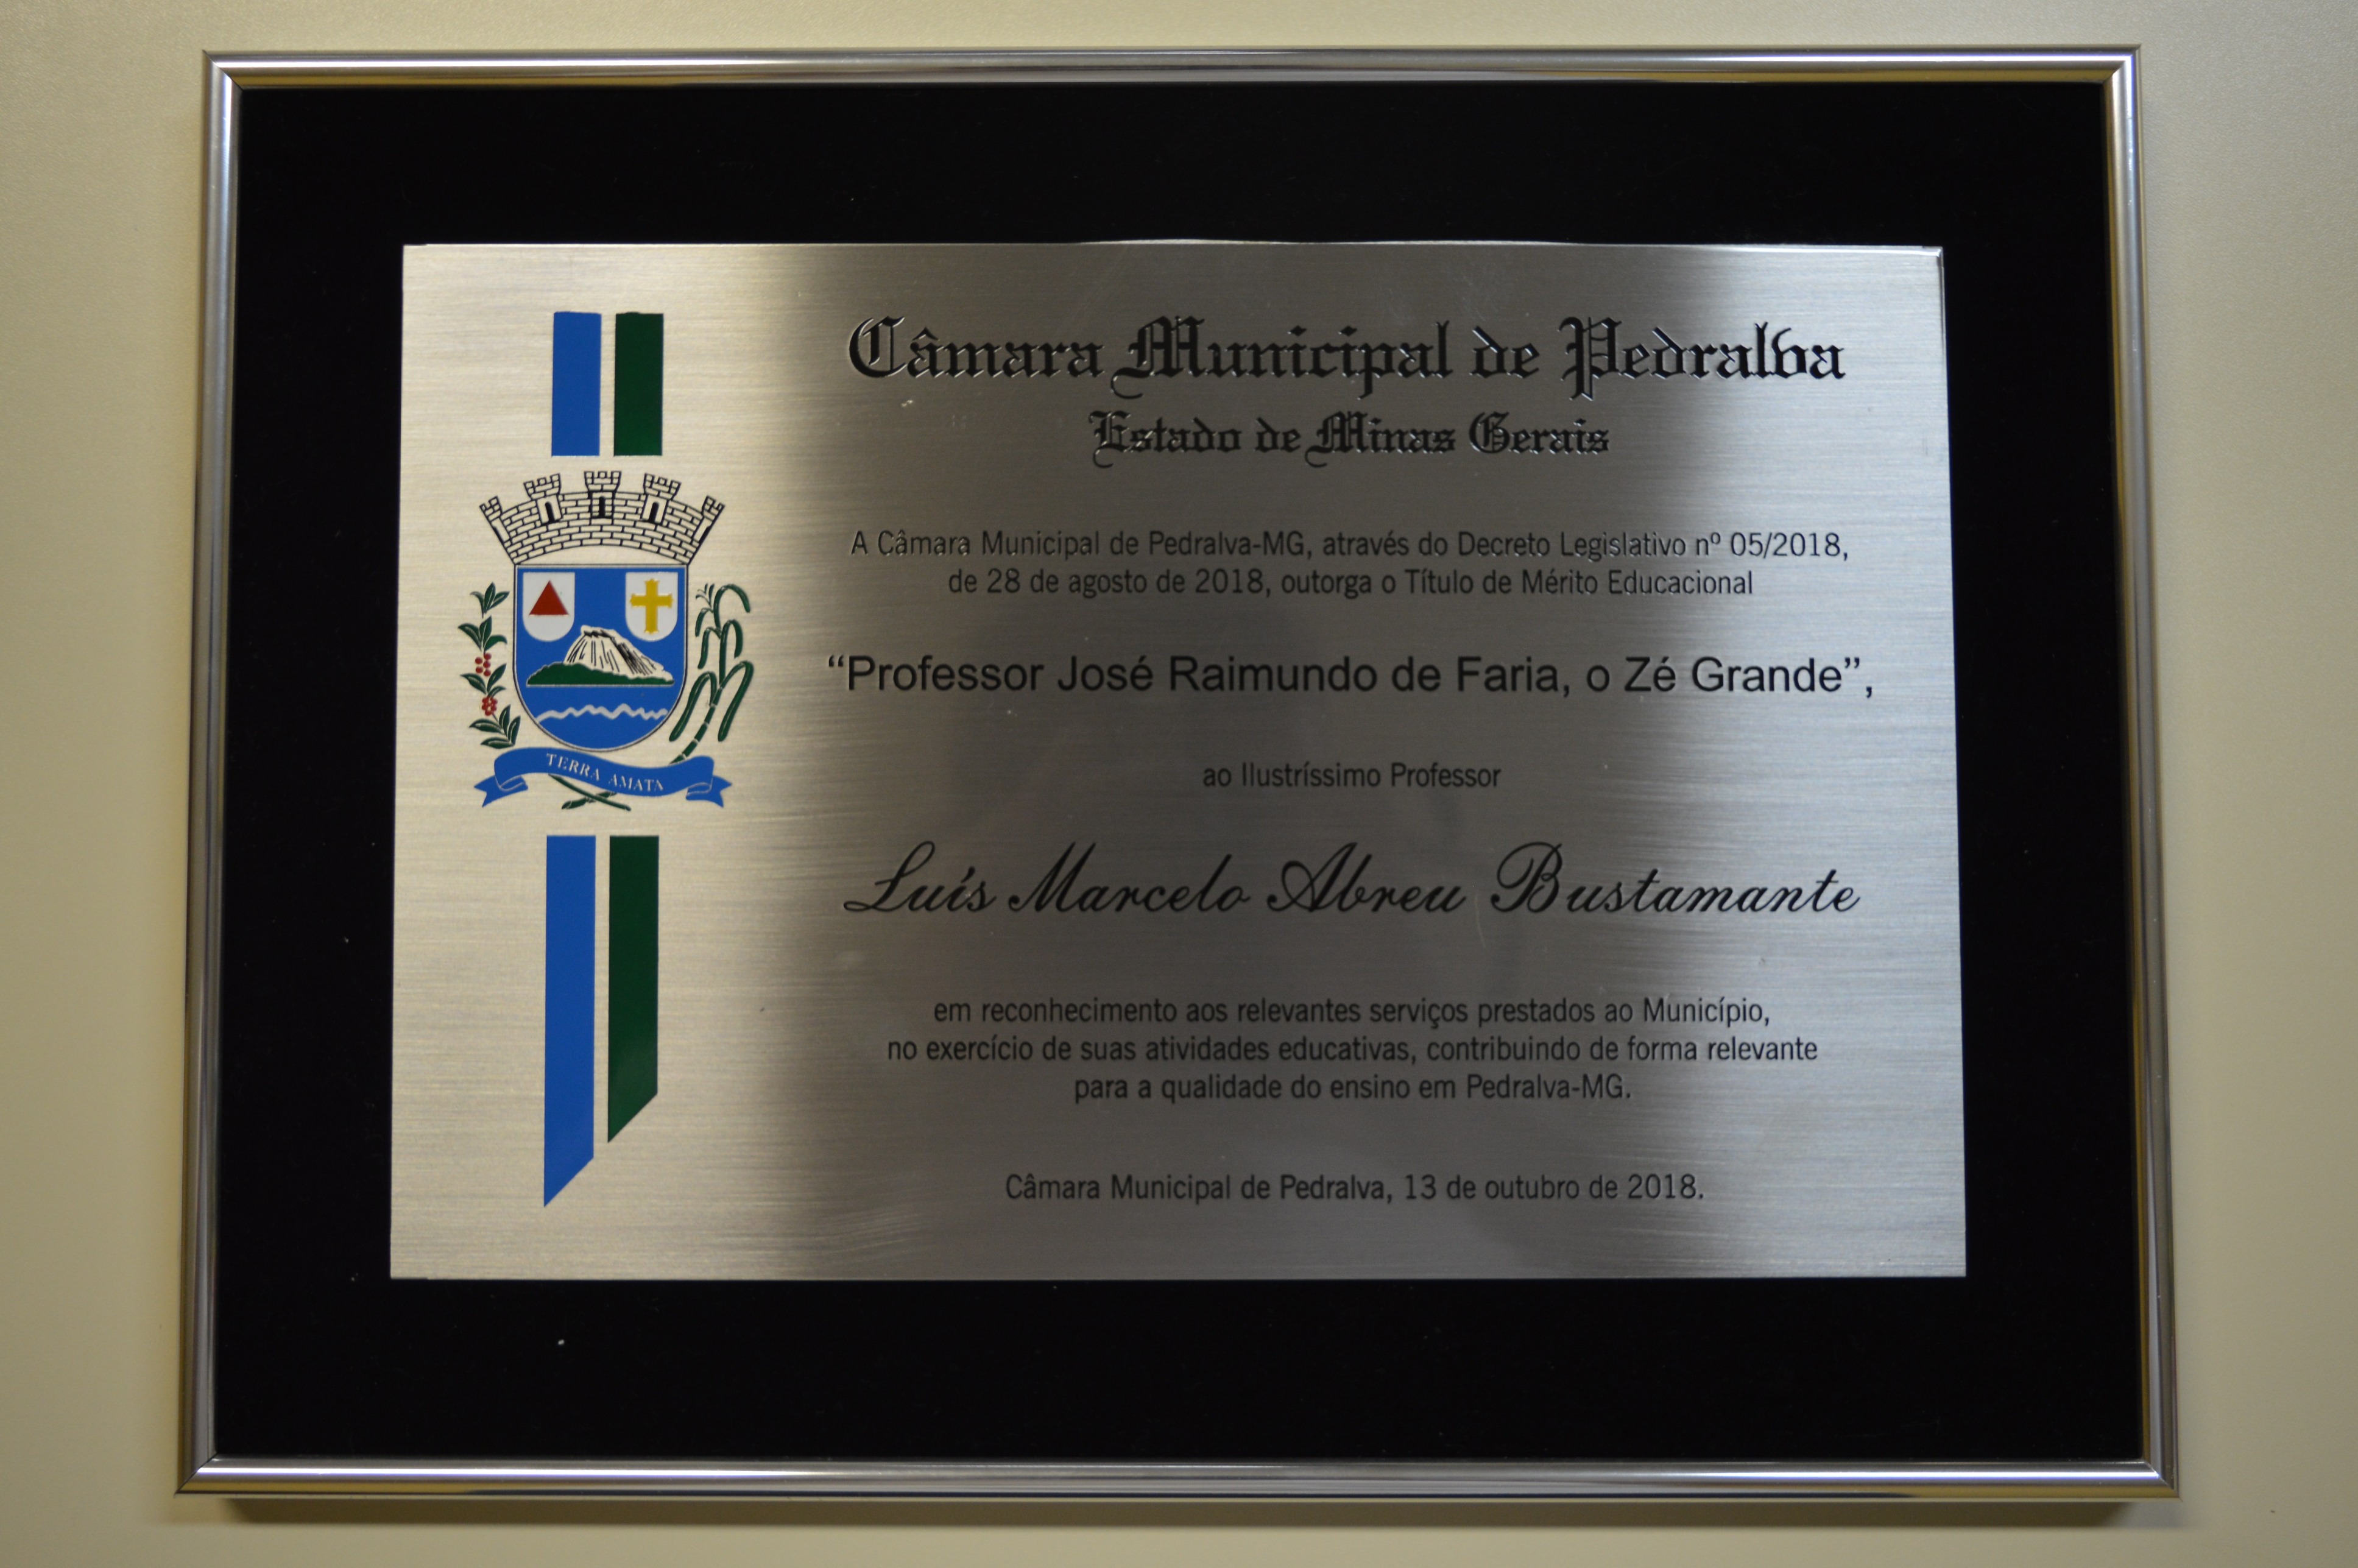 Câmara Municipal de Pedralva
Estado de Minas Gerais
A Câmara Municipal de Pedralva-MG, através do Decreto Legislativo nº 05/2018,
de 28 de agosto de 2018, outorga o Título de Mérito Educacional
“Professor José Raimundo de Faria, o Zé Grande”,
ao Ilustríssimo Professor
Luís Marcelo Abreu Bustamante
em reconhecimento aos relevantes serviços prestados ao Município,
no exercício de suas atividades educativas, contribuindo de forma relevante
para a qualidade do ensino em Pedralva-MG.
Câmara Municipal de Pedralva, 13 de outubro de 2018.
TERRA AMATA